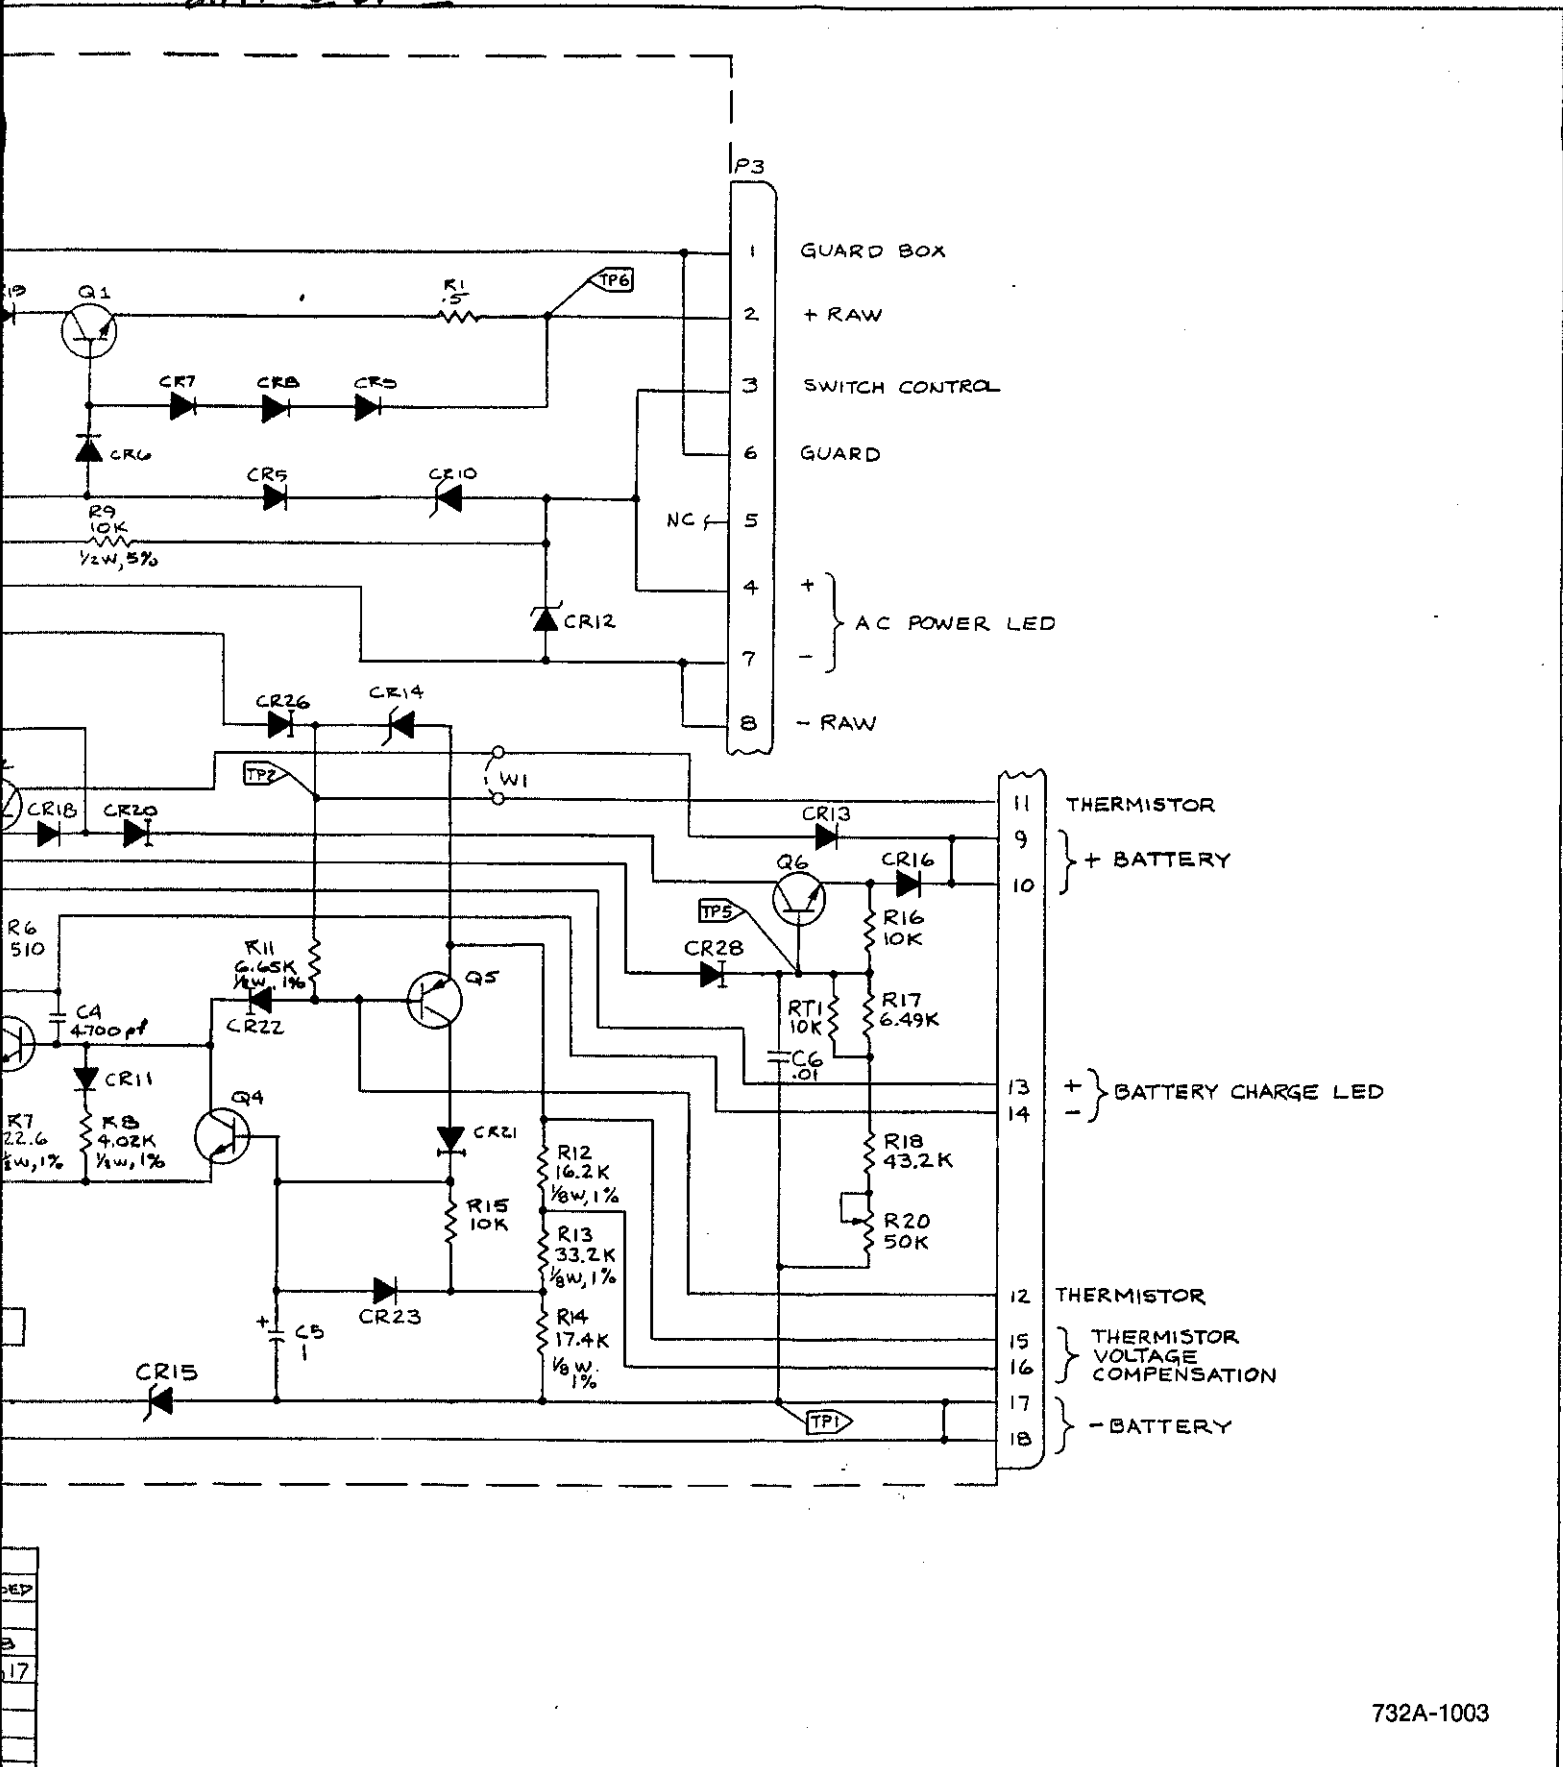 P3
1 GUARD BOX
TP6
R1
.5
19
Q1
2 + RAW
CR7
CR8
CR9
3 SWITCH CONTROL
CR6
6 GUARD
CR5
CR10
R9
10K
1/2W, 5%
NC 5
4 +
CR12
AC POWER LED
7 -
CR26
CR14
8 - RAW
TP2
W1
11 THERMISTOR
CR18
CR20
CR13
9
+ BATTERY
Q6
CR16
10
TP5
R16
10K
R6
510
R11
6.65K
1/8W, 1%
CR28
Q5
CR22
C4
4700 pf
RT1
10K
R17
6.49K
C6
.01
CR11
13 +
BATTERY CHARGE LED
14 -
Q4
R7
22.6
1/2W, 1%
R8
4.02K
1/8W, 1%
CR21
R12
16.2K
1/8W, 1%
R18
43.2K
R15
10K
R13
33.2K
1/8W, 1%
R20
50K
12 THERMISTOR
CR23
+ C5
1
R14
17.4K
1/8W.
1%
15 THERMISTOR
VOLTAGE
16 COMPENSATION
CR15
17
TP1
- BATTERY
18
17
732A-1003